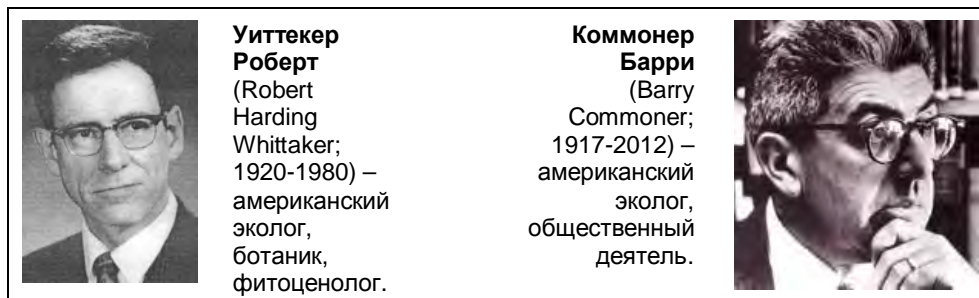 Уиттекер
Роберт
(Robert
Harding
Whittaker;
1920-1980) –
американский
эколог,
ботаник,
фитоценолог.
Коммонер
Барри
(Barry
Commoner;
1917-2012) –
американский
эколог,
общественный
деятель.